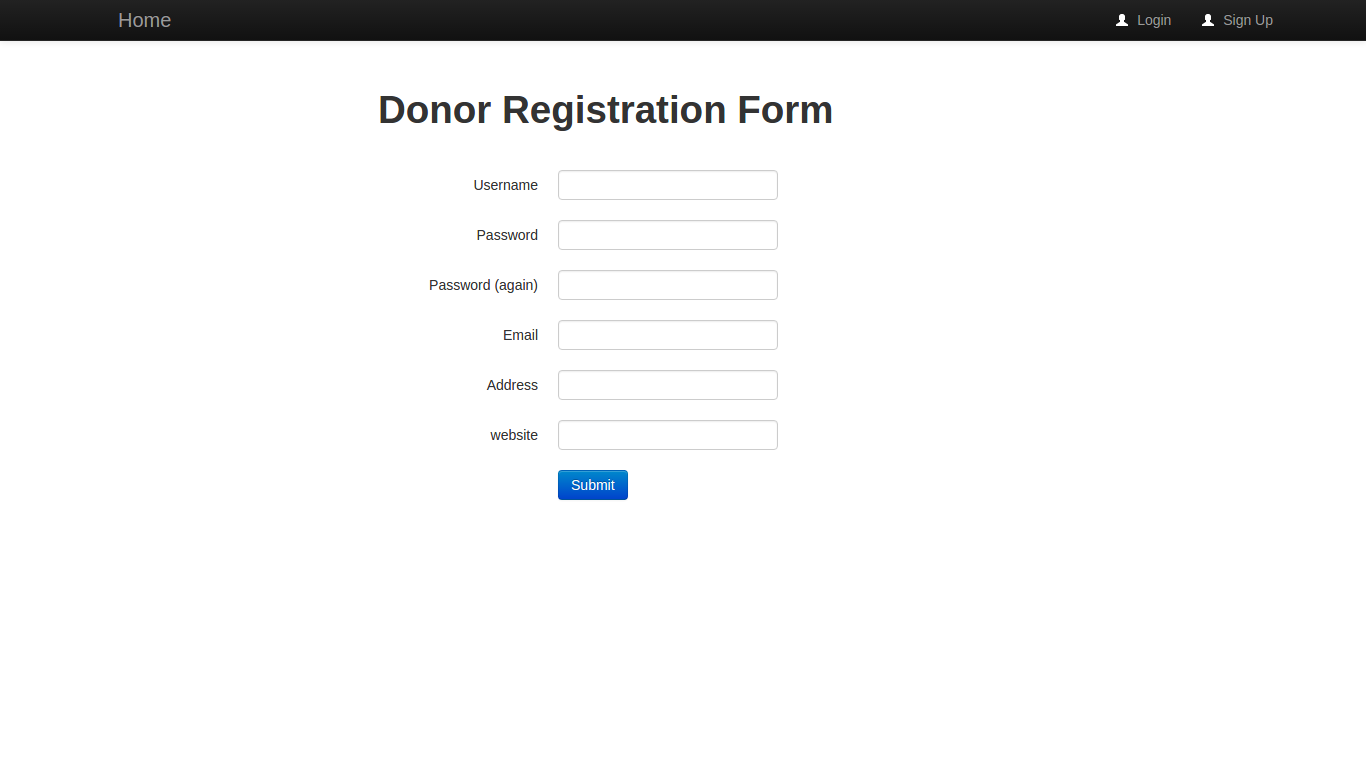 Home
Login
Sign Up
Donor Registration Form
Username
Password
Password (again)
Email
Address
website
Submit